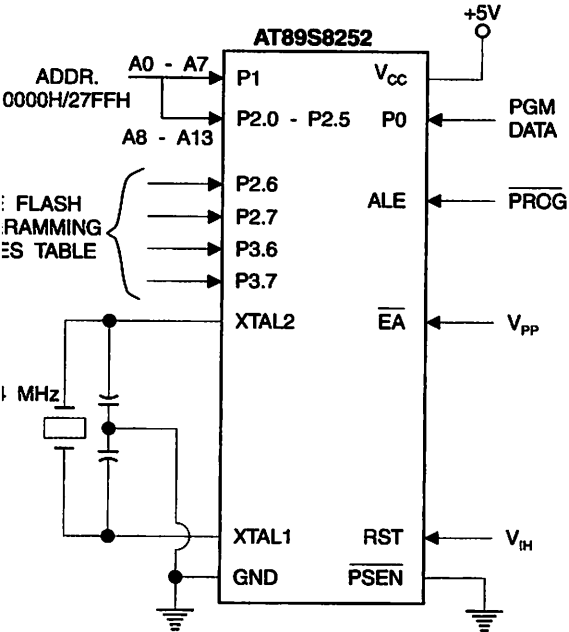 +5V
AT89S8252
A0 - A7
ADDR.
0000H/27FFH
A8 - A13
P1
VCC
P2.0 - P2.5
P0
PGM
DATA
P2.6
FLASH
P2.7
RAMMING
P3.6
ES TABLE
P3.7
ALE
PROG
XTAL2
EA
VPP
MHz
XTAL1
RST
VIH
GND
PSEN